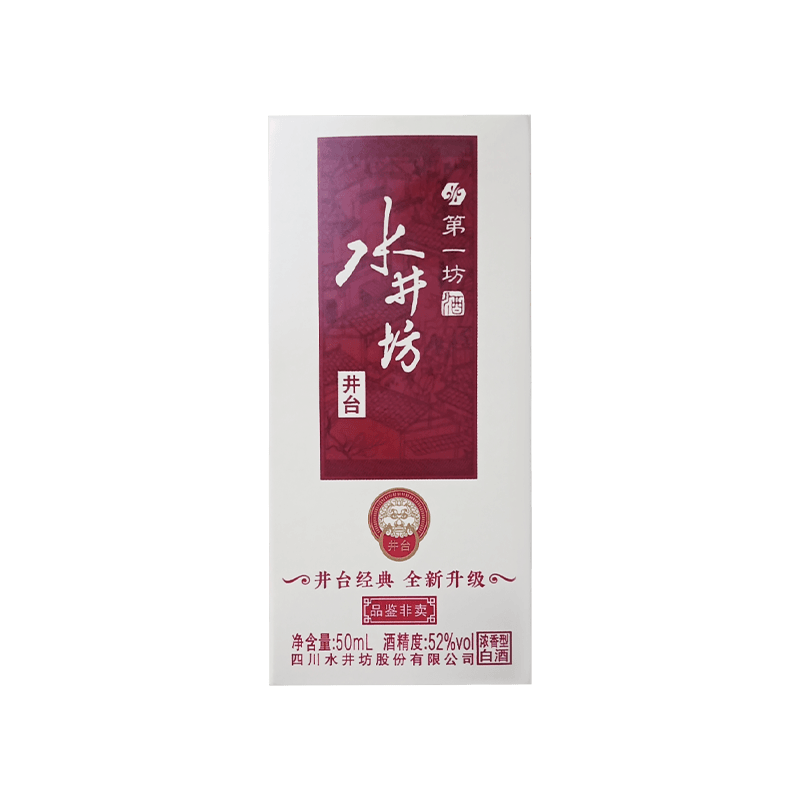 第一坊酒
水井坊
井台
井台
井台经典 全新升级
品鉴非卖
净含量:50mL 酒精度:52%vol
浓香型
白酒
四川水井坊股份有限公司